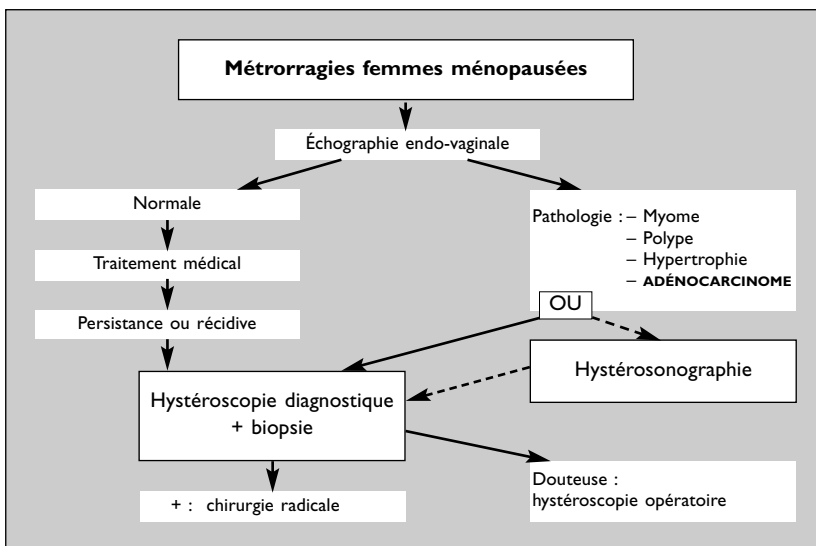 Métrorragies femmes ménopausées
Échographie endo-vaginale
Normale
Traitement médical
Persistance ou récidive
Pathologie : – Myome
– Polype
– Hypertrophie
– ADÉNOCARCINOME
OU
Hystérosonographie
Hystéroscopie diagnostique
+ biopsie
+ : chirurgie radicale
Douteuse :
hystéroscopie opératoire